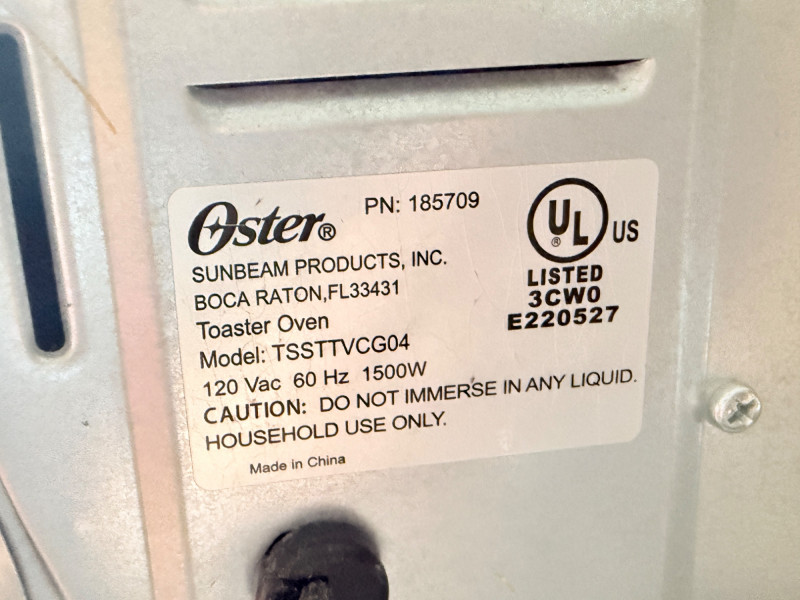 Oster® PN: 185709
SUNBEAM PRODUCTS, INC.
BOCA RATON,FL33431
Toaster Oven
Model: TSSTTVCG04
120 Vac 60 Hz 1500W
CAUTION: DO NOT IMMERSE IN ANY LIQUID.
HOUSEHOLD USE ONLY.
Made in China
UL® US
LISTED
3CW0
E220527